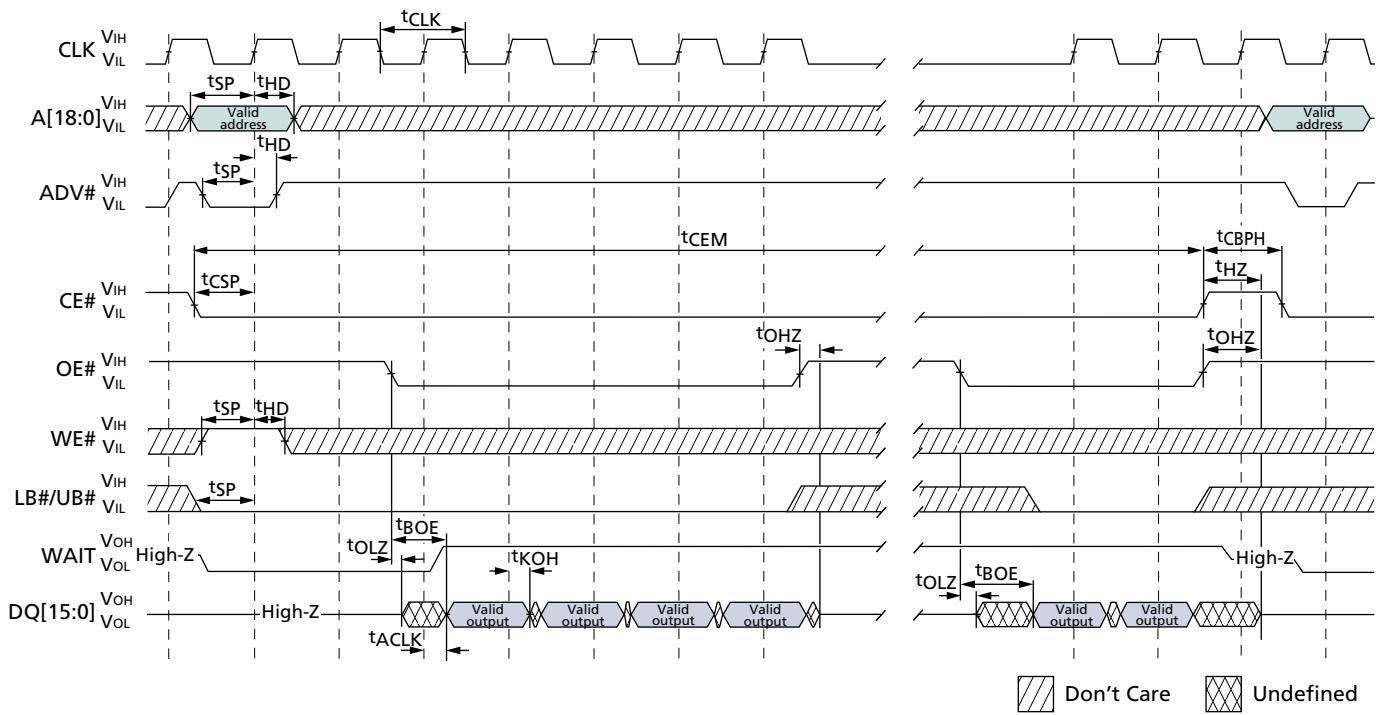 tCLK
CLK VIH
VIL
tSP tHD
A[18:0] VIH
VIL
Valid address
Valid address
tHD
tSP
ADV# VIH
VIL
tCEM
tCBPH
tCSP
tHZ
CE# VIH
VIL
tOHZ
tOHZ
OE# VIH
VIL
tSP tHD
WE# VIH
VIL
tSP
LB#/UB# VIH
VIL
tBOE
tOLZ
WAIT VOH
VOL
High-Z
High-Z
tKOH
tOLZ
tBOE
DQ[15:0] VOH
VOL
High-Z
Valid output
Valid output
Valid output
Valid output
Valid output
Valid output
tACLK
Don't Care
Undefined